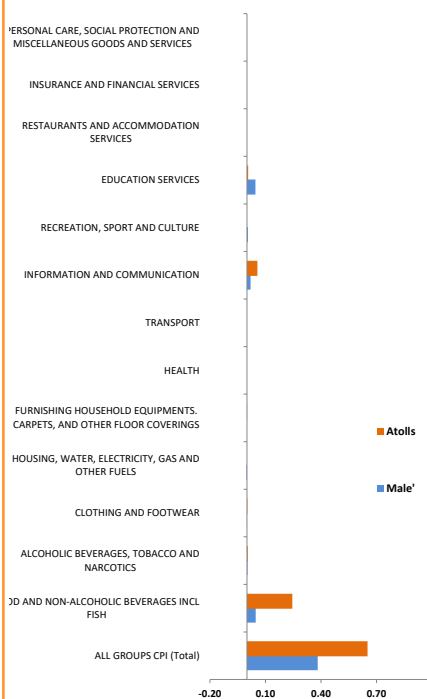 PERSONAL CARE, SOCIAL PROTECTION AND
MISCELLANEOUS GOODS AND SERVICES
INSURANCE AND FINANCIAL SERVICES
RESTAURANTS AND ACCOMMODATION
SERVICES
EDUCATION SERVICES
RECREATION, SPORT AND CULTURE
INFORMATION AND COMMUNICATION
TRANSPORT
HEALTH
FURNISHING HOUSEHOLD EQUIPMENTS.
CARPETS, AND OTHER FLOOR COVERINGS
Atolls
HOUSING, WATER, ELECTRICITY, GAS AND
OTHER FUELS
Male'
CLOTHING AND FOOTWEAR
ALCOHOLIC BEVERAGES, TOBACCO AND
NARCOTICS
OD AND NON-ALCOHOLIC BEVERAGES INCL
FISH
ALL GROUPS CPI (Total)
-0.20 0.10 0.40 0.70